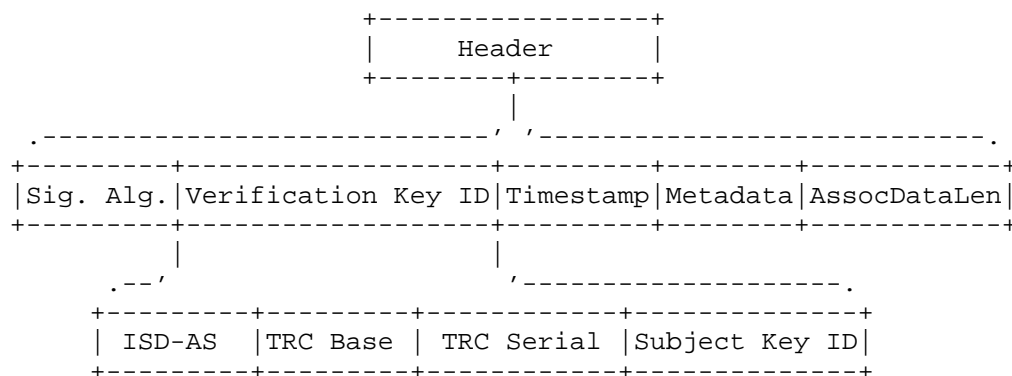 Header
Sig. Alg. Verification Key ID Timestamp Metadata AssocDataLen
ISD-AS TRC Base TRC Serial Subject Key ID